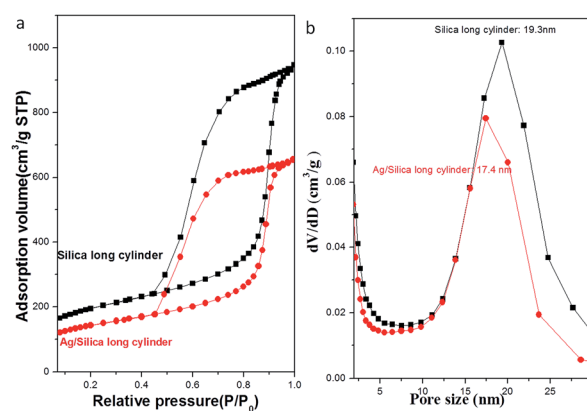 a
Adsorption volume(cm³/g STP)
1000
800
600
400
200
0
Silica long cylinder
Ag/Silica long cylinder
0.2
0.4
0.6
0.8
1.0
Relative pressure(P/P₀)
b
Silica long cylinder: 19.3nm
Ag/Silica long cylinder: 17.4 nm
dV/dD (cm³/g)
0.10
0.08
0.06
0.04
0.02
0.00
5
10
15
20
25
Pore size (nm)